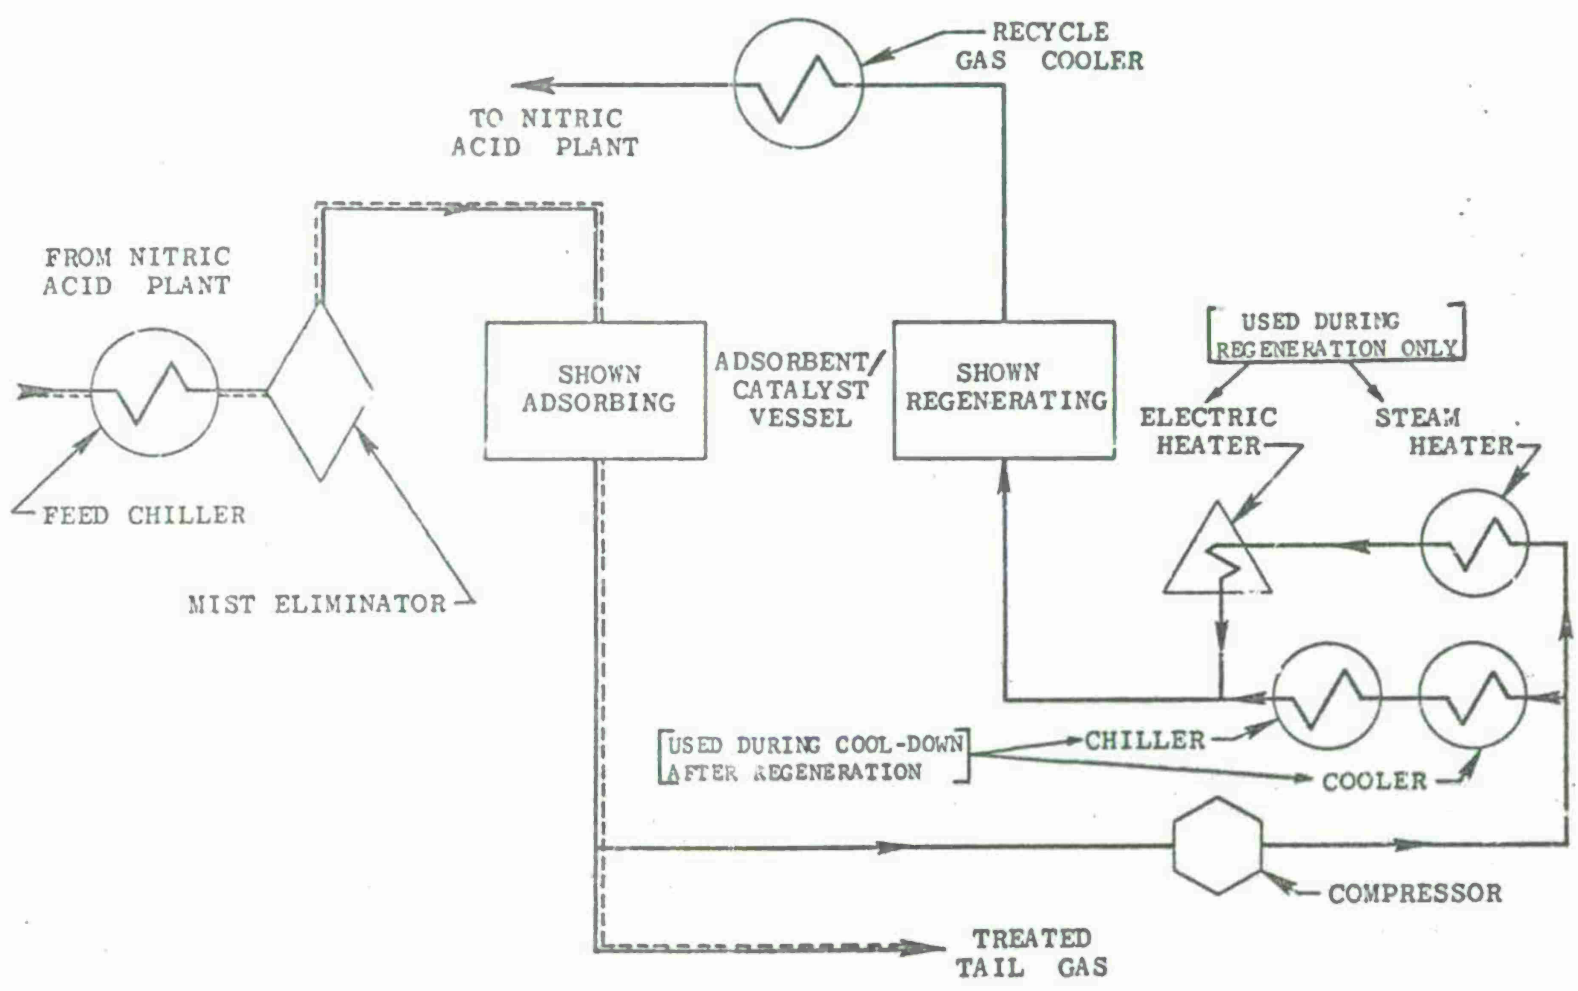 RECYCLE
GAS COOLER
TO NITRIC
ACID PLANT
FROM NITRIC
ACID PLANT
FEED CHILLER
MIST ELIMINATOR
SHOWN
ADSORBING
ADSORBENT/
CATALYST
VESSEL
SHOWN
REGENERATING
USED DURING
REGENERATION ONLY
ELECTRIC
HEATER
STEAM
HEATER
USED DURING COOL-DOWN
AFTER REGENERATION
CHILLER
COOLER
COMPRESSOR
TREATED
TAIL GAS